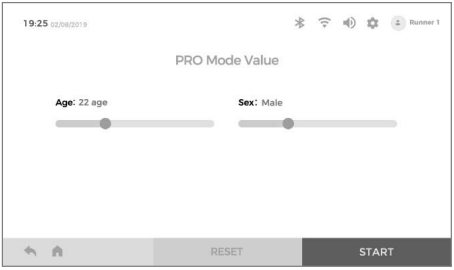 19:25 02/06/2019 Runner 1
PRO Mode Value
Age: 22 age Sex: Male
RESET START